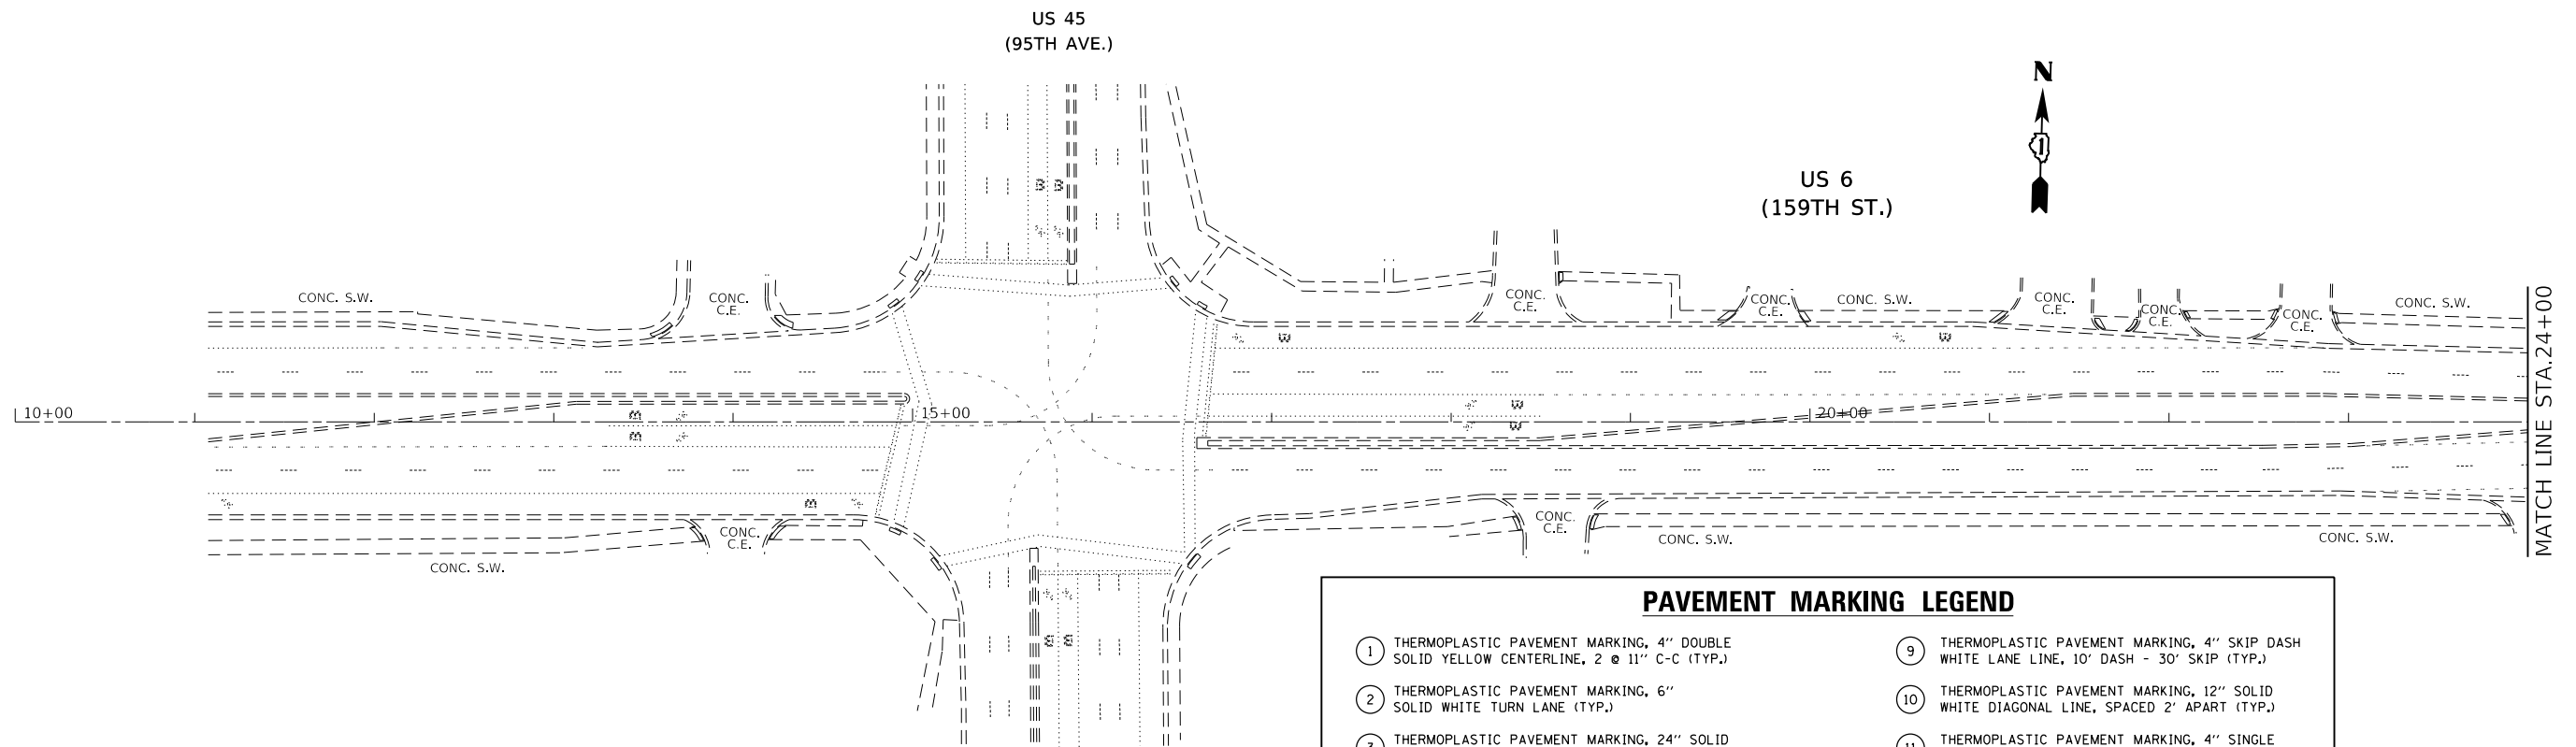 US 45
(95TH AVE.)
N
1
US 6
(159TH ST.)
CONC. S.W.
CONC.
C.E.
CONC.
C.E.
CONC.
C.E.
CONC. S.W.
CONC.
C.E.
CONC.
C.E.
CONC.
C.E.
CONC. S.W.
10+00
15+00
20+00
MATCH LINE STA.24+00
CONC.
C.E.
CONC. S.W.
CONC.
C.E.
CONC. S.W.
CONC. S.W.
PAVEMENT MARKING LEGEND
1 THERMOPLASTIC PAVEMENT MARKING, 4" DOUBLE
SOLID YELLOW CENTERLINE, 2 @ 11" C-C (TYP.)
2 THERMOPLASTIC PAVEMENT MARKING, 6"
SOLID WHITE TURN LANE (TYP.)
3 THERMOPLASTIC PAVEMENT MARKING, 24" SOLID
9 THERMOPLASTIC PAVEMENT MARKING, 4" SKIP DASH
WHITE LANE LINE, 10' DASH - 30' SKIP (TYP.)
10 THERMOPLASTIC PAVEMENT MARKING, 12" SOLID
WHITE DIAGONAL LINE, SPACED 2' APART (TYP.)
11 THERMOPLASTIC PAVEMENT MARKING, 4" SINGLE